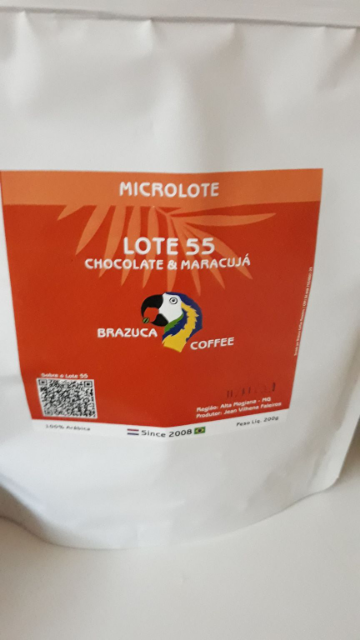 MICROLOTE
LOTE 55
CHOCOLATE & MARACUJÁ
BRAZUCA
COFFEE
Sobre o Lote 55
Região: Alta Mogiana - MG
Produtor: Jean Vilhena Faleiros
100% Arábica
Since 2008
Peso Líq. 200g